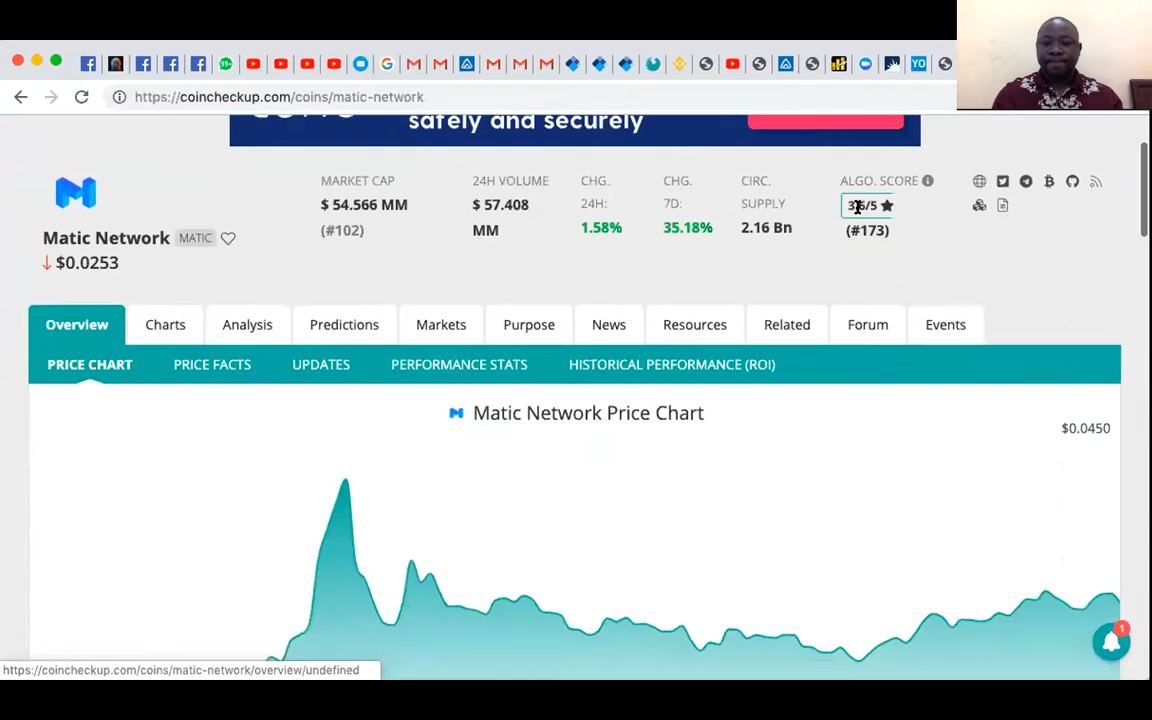 https://coincheckup.com/coins/matic-network
safely and securely
MARKET CAP
$ 54.566 MM
(#102)
24H VOLUME
$ 57.408
MM
CHG.
24H:
1.58%
CHG.
7D:
35.18%
CIRC.
SUPPLY
2.16 Bn
ALGO. SCORE
/5
(#173)
Matic Network MATIC
↓ $0.0253
Overview
Charts
Analysis
Predictions
Markets
Purpose
News
Resources
Related
Forum
Events
PRICE CHART
PRICE FACTS
UPDATES
PERFORMANCE STATS
HISTORICAL PERFORMANCE (ROI)
Matic Network Price Chart
$0.0450
1
https://coincheckup.com/coins/matic-network/overview/undefined